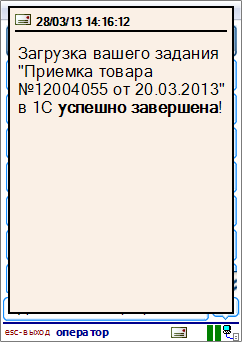 28/03/13 14:16:12
Загрузка вашего задания
"Приемка товара
№12004055 от 20.03.2013"
в 1С успешно завершена!
esc-выход оператор